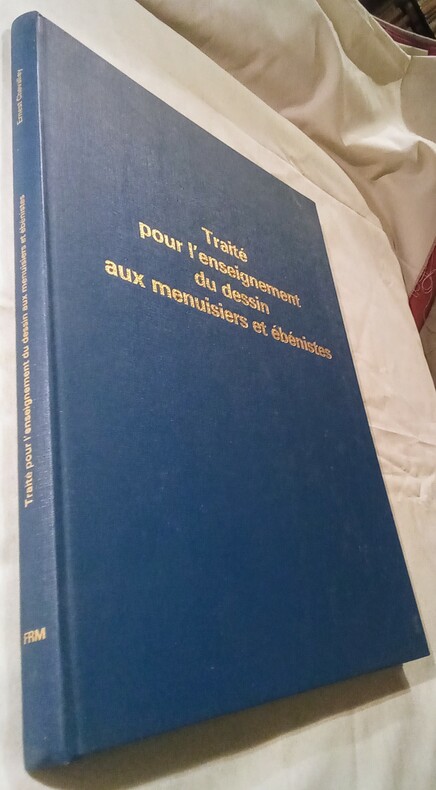 Traité
pour l'enseignement
du dessin
aux menuisiers et ébénistes
Ernest Chevalley
Traité pour l'enseignement du dessin aux menuisiers et ébénistes
FRM